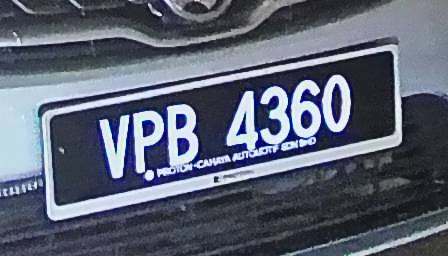 VPB 4360
PROTON-CAHAYA AUTOMOTIF SDN BHD